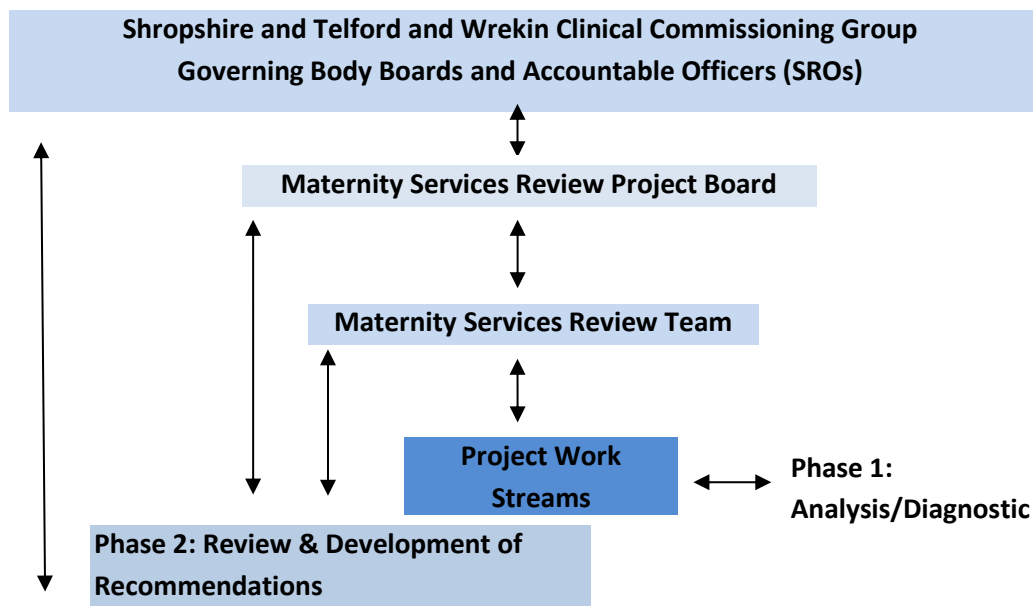 Shropshire and Telford and Wrekin Clinical Commissioning Group
Governing Body Boards and Accountable Officers (SROs)
Maternity Services Review Project Board
Maternity Services Review Team
Project Work
Streams
Phase 1:
Analysis/Diagnostic
Phase 2: Review & Development of
Recommendations